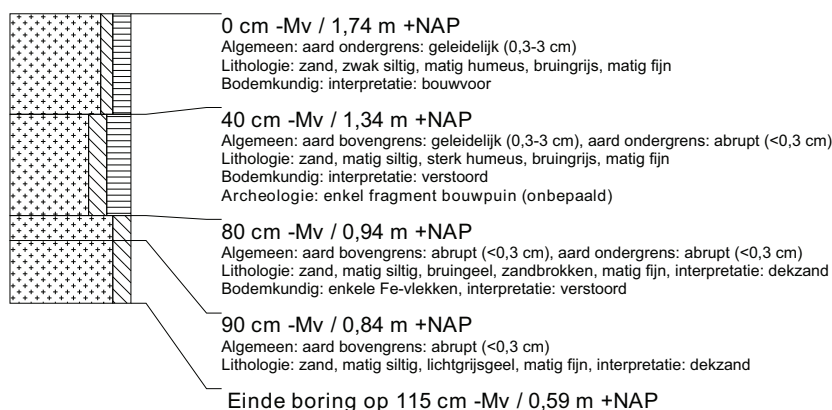 0 cm -Mv / 1,74 m +NAP
Algemeen: aard ondergrens: geleidelijk (0,3-3 cm)
Lithologie: zand, zwak siltig, matig humeus, bruingrijs, matig fijn
Bodemkundig: interpretatie: bouwvoor
40 cm -Mv / 1,34 m +NAP
Algemeen: aard bovengrens: geleidelijk (0,3-3 cm), aard ondergrens: abrupt (<0,3 cm)
Lithologie: zand, matig siltig, sterk humeus, bruingrijs, matig fijn
Bodemkundig: interpretatie: verstoord
Archeologie: enkel fragment bouwpuin (onbepaald)
80 cm -Mv / 0,94 m +NAP
Algemeen: aard bovengrens: abrupt (<0,3 cm), aard ondergrens: abrupt (<0,3 cm)
Lithologie: zand, matig siltig, bruingeel, zandbrokken, matig fijn, interpretatie: dekzand
Bodemkundig: enkele Fe-vlekken, interpretatie: verstoord
90 cm -Mv / 0,84 m +NAP
Algemeen: aard bovengrens: abrupt (<0,3 cm)
Lithologie: zand, matig siltig, lichtgrijsgeel, matig fijn, interpretatie: dekzand
Einde boring op 115 cm -Mv / 0,59 m +NAP